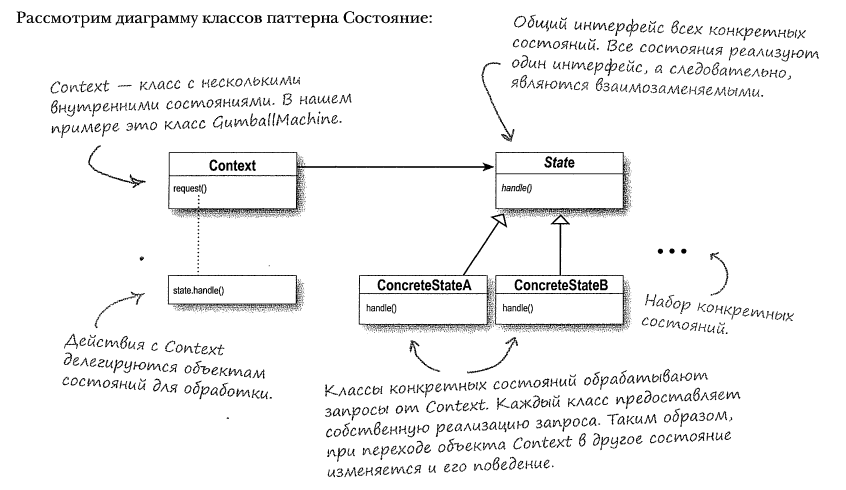 Рассмотрим диаграмму классов паттерна Состояние:
Общий интерфейс всех конкретных
состояний. Все состояния реализуют
один интерфейс, а следовательно,
являются взаимозаменяемыми.
Context — класс с несколькими
внутренними состояниями. В нашем
примере это класс GumballMachine.
Context
request()
State
handle()
state.handle()
ConcreteStateA
handle()
ConcreteStateB
handle()
...
Набор конкретных
состояний.
Действия с Context
делегируются объектам
состояний для обработки.
Классы конкретных состояний обрабатывают
запросы от Context. Каждый класс предоставляет
собственную реализацию запроса. Таким образом,
при переходе объекта Context в другое состояние
изменяется и его поведение.